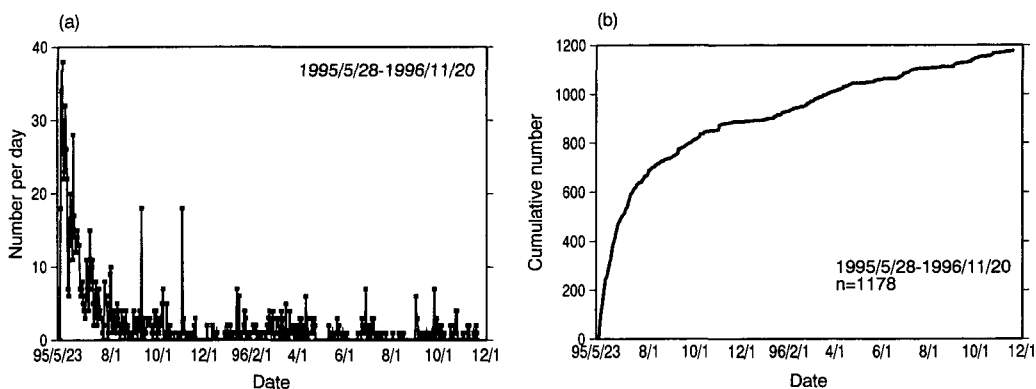 (a)
40
30
20
10
0
Number per day
1995/5/28-1996/11/20
95/5/23 8/1 10/1 12/1 96/2/1 4/1 6/1 8/1 10/1 12/1
Date
(b)
1200
1000
800
600
400
200
0
Cumulative number
1995/5/28-1996/11/20
n=1178
95/5/23 8/1 10/1 12/1 96/2/1 4/1 6/1 8/1 10/1 12/1
Date